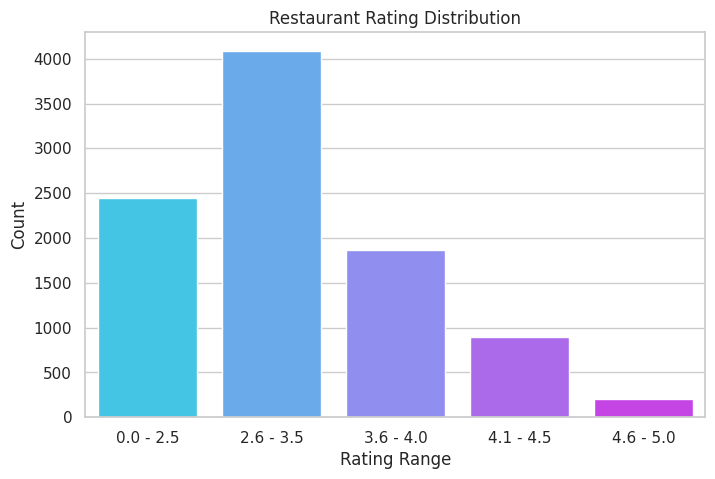 Restaurant Rating Distribution
Count
4000
3500
3000
2500
2000
1500
1000
500
0
0.0 - 2.5
2.6 - 3.5
3.6 - 4.0
4.1 - 4.5
4.6 - 5.0
Rating Range